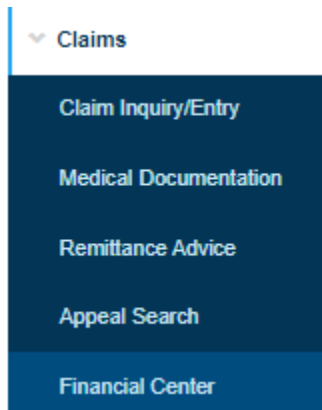 Claims
Claim Inquiry/Entry
Medical Documentation
Remittance Advice
Appeal Search
Financial Center